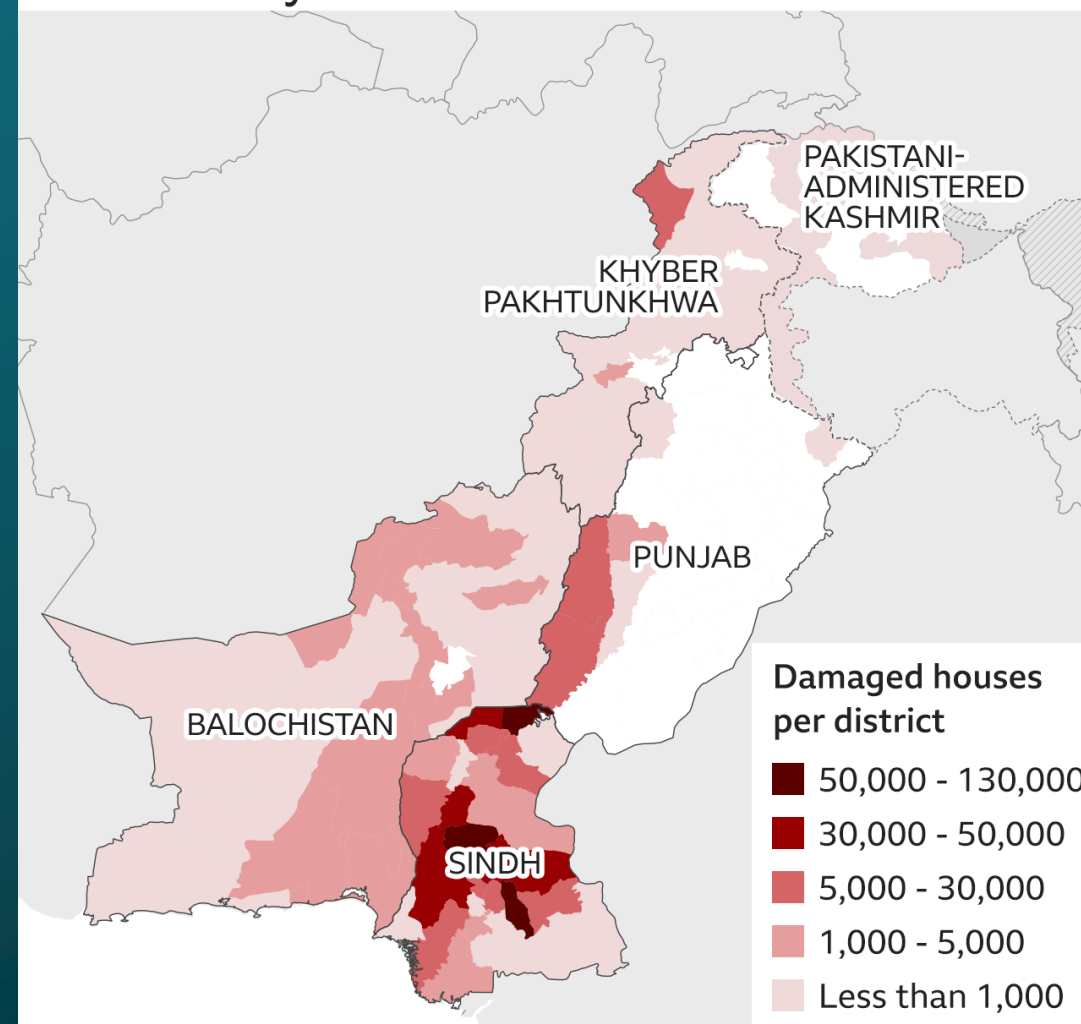 PAKISTANI-
ADMINISTERED
KASHMIR
KHYBER
PAKHTUNKHWA
PUNJAB
BALOCHISTAN
SINDH
Damaged houses
per district
50,000 - 130,000
30,000 - 50,000
5,000 - 30,000
1,000 - 5,000
Less than 1,000